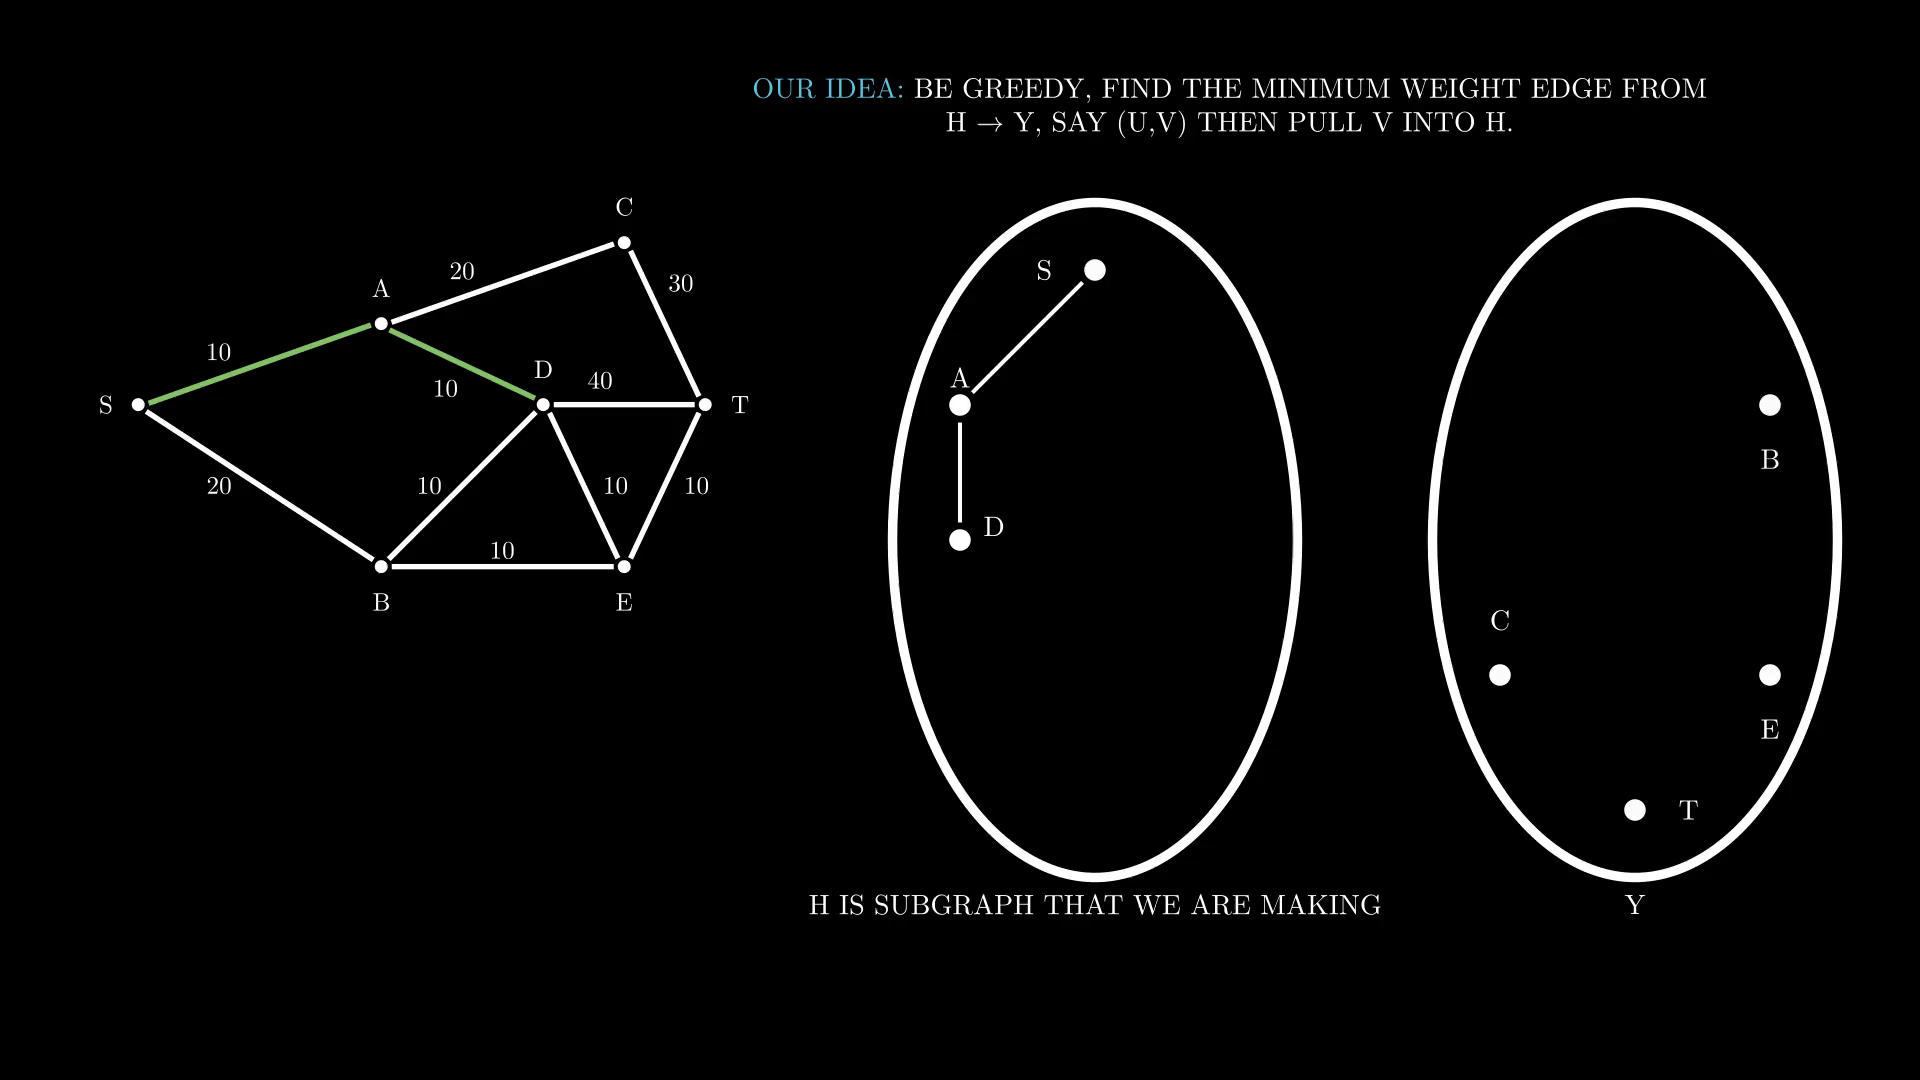 OUR IDEA: BE GREEDY, FIND THE MINIMUM WEIGHT EDGE FROM
H → Y, SAY (U,V) THEN PULL V INTO H.
C
20
30
A
10
D
10
40
S
T
20
10
10
10
10
B
E
S
A
D
B
C
E
T
H IS SUBGRAPH THAT WE ARE MAKING
Y